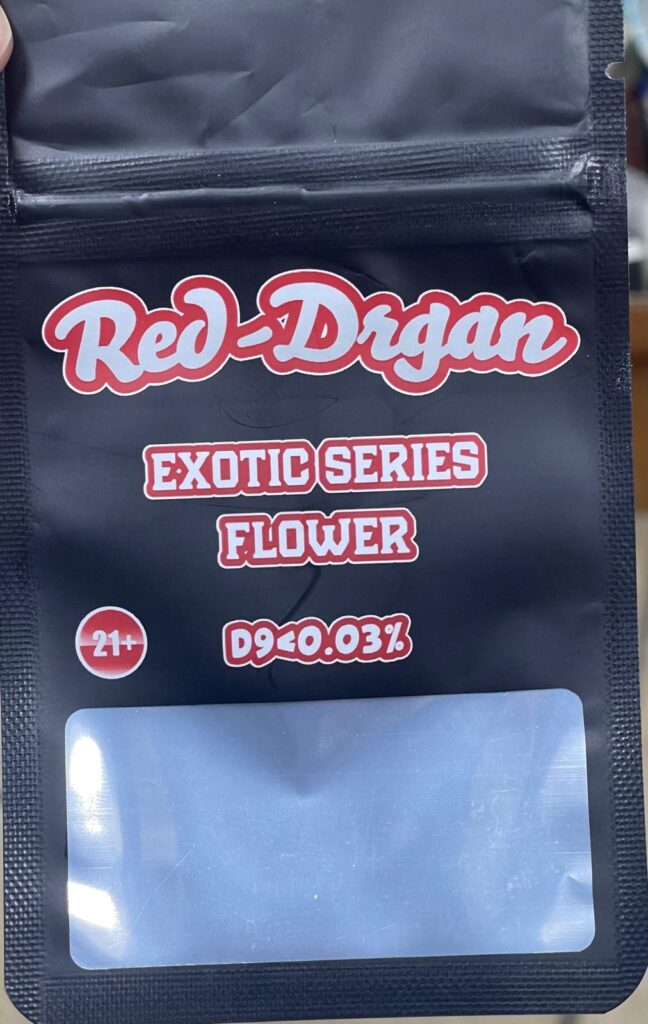 Red-Drgan
EXOTIC SERIES
FLOWER
21+
D9<0.03%